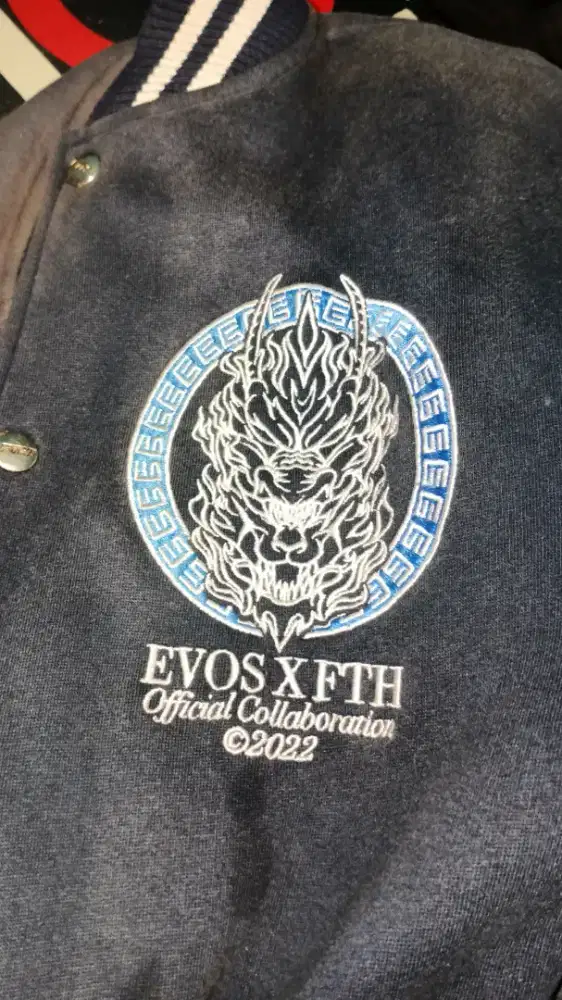 EVOS X FTH
Official Collaboration
©2022